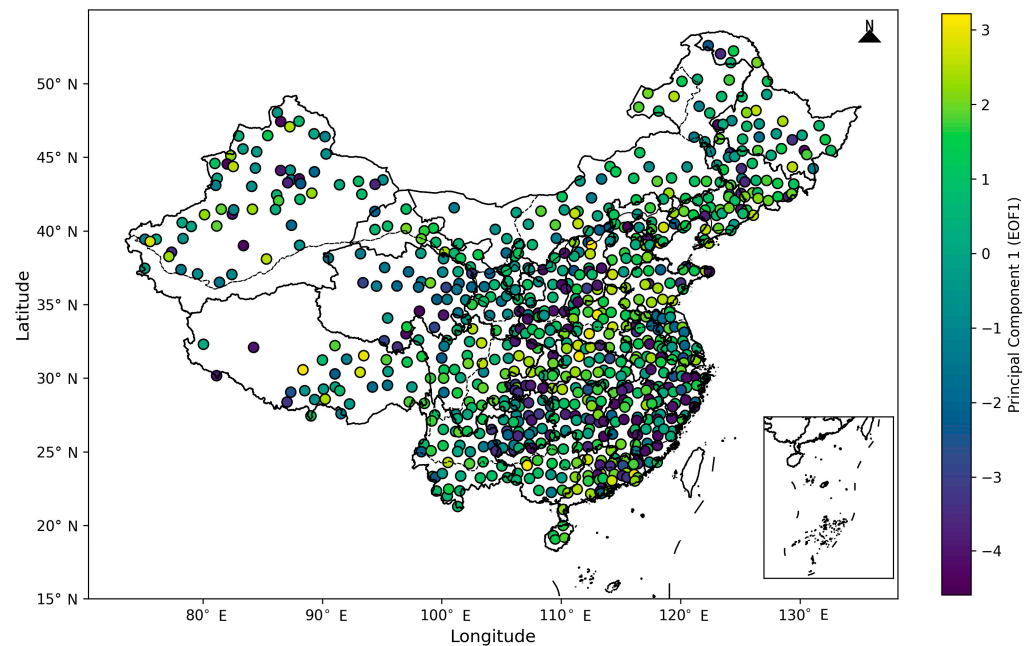 N
50° N
45° N
40° N
35° N
30° N
25° N
20° N
15° N
Latitude
80° E
90° E
100° E
110° E
120° E
130° E
Longitude
3
2
1
0
−1
−2
−3
−4
Principal Component 1 (EOF1)